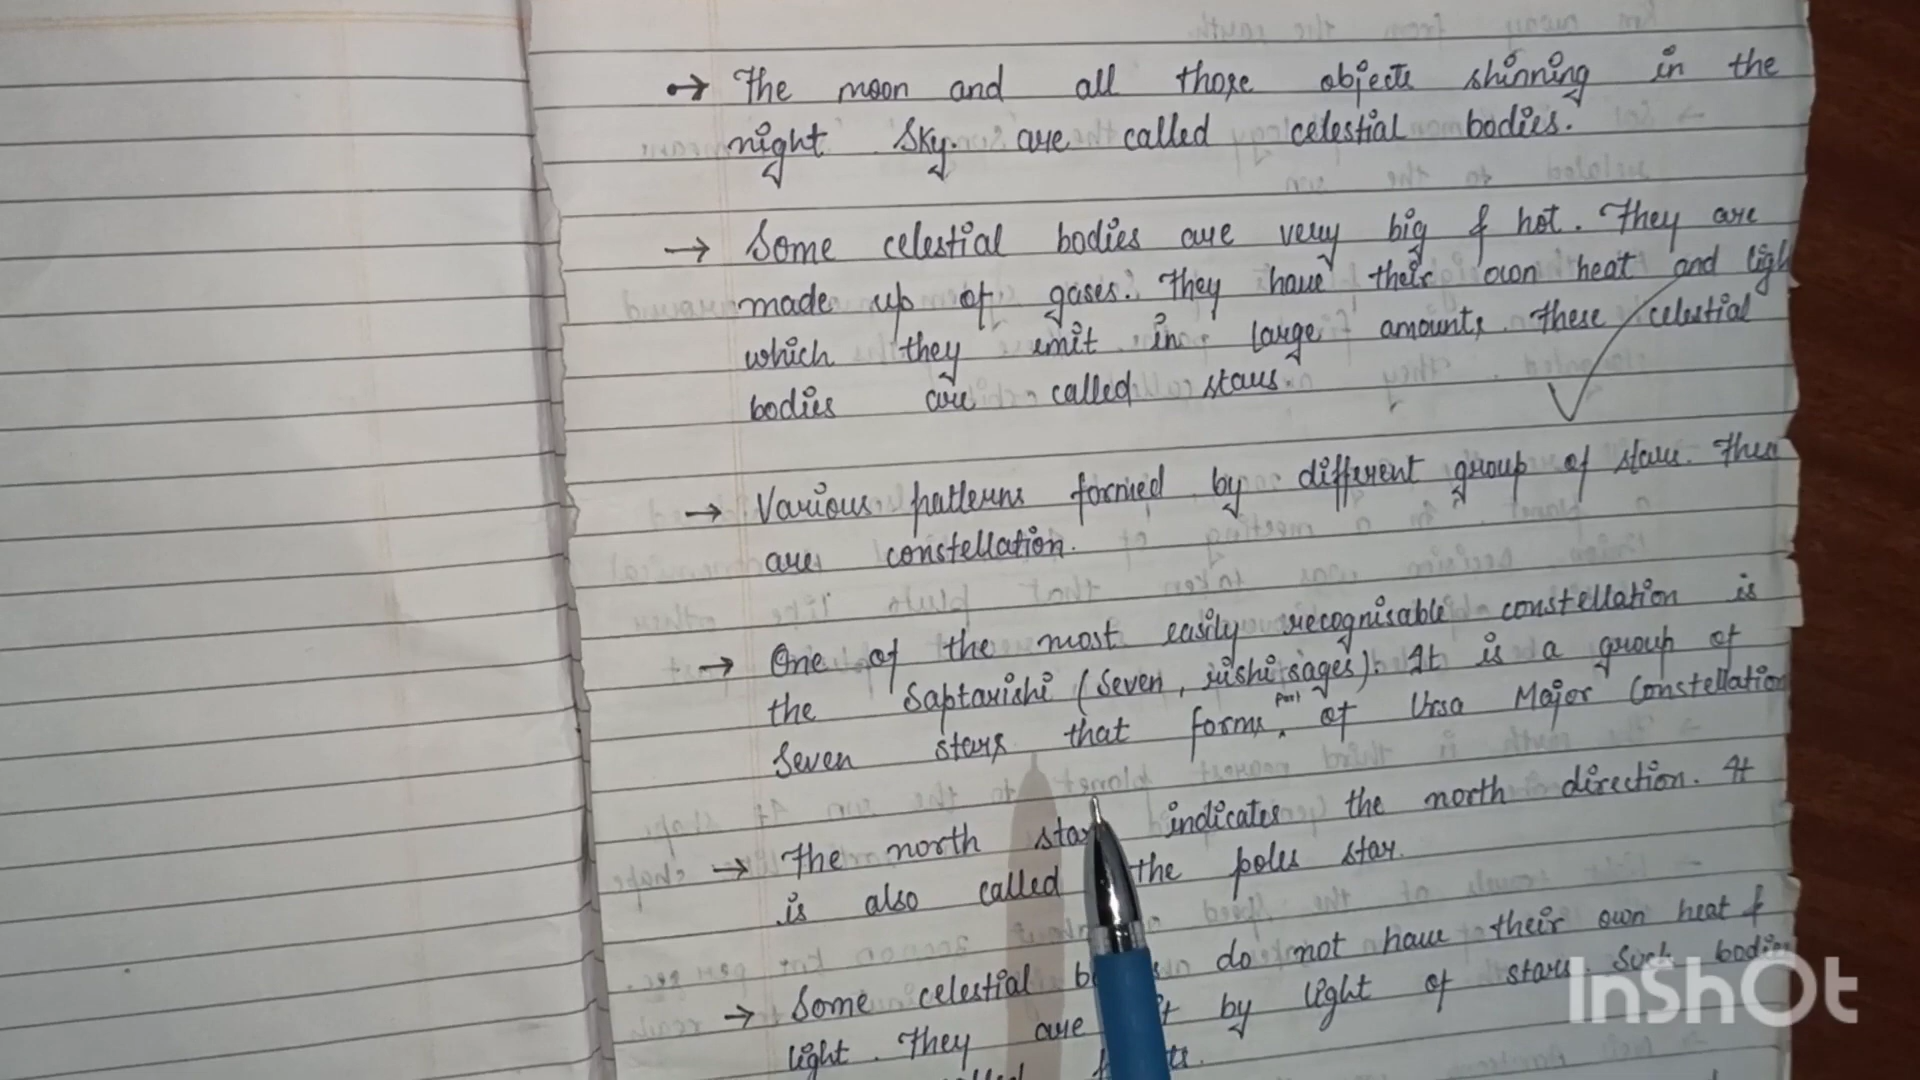 → The moon and all those objects shinning in the
night sky. are called celestial bodies.
→ Some celestial bodies are very big & hot. They are
made up of gases. They have their own heat and ligh
which they emit in large amounts. These celestial
bodies are called stars.
→ Various patterns formed by different group of stars. These
are constellation.
→ One of the most easily recognisable constellation is
the Saptarishi (Seven, rishi sages). It is a group of
Seven stars that forms part of Ursa Major Constellation
→ The north star indicates the north direction. It
is also called the poles star.
→ Some celestial do not have their own heat &
light. They are by light of stars. Such bodies
InShOt